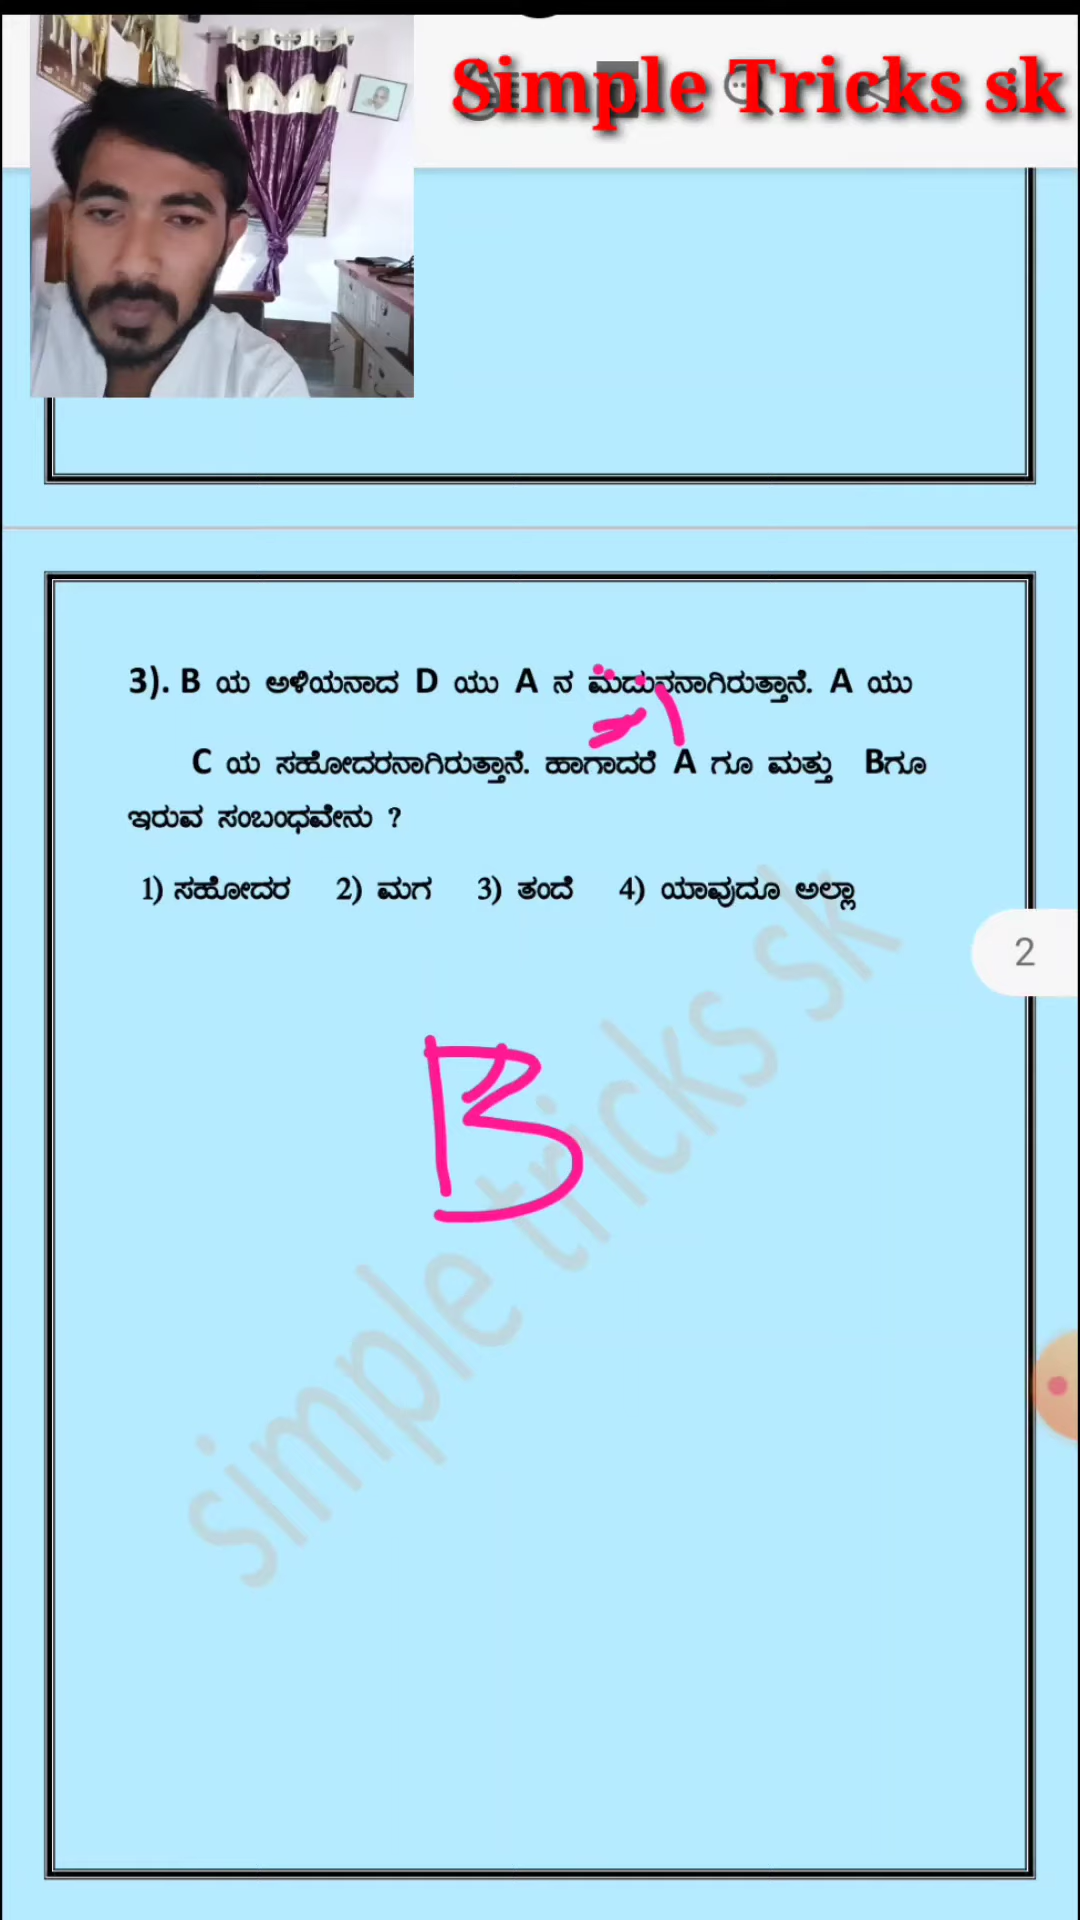 Simple Tricks sk
3). B ಯ ಅಳಿಯನಾದ D ಯು A ನ ಮೆದುನನಾಗಿರುತ್ತಾನೆ. A ಯು
C ಯ ಸಹೋದರನಾಗಿರುತ್ತಾನೆ. ಹಾಗಾದರೆ A ಗೂ ಮತ್ತು Bಗೂ
ಇರುವ ಸಂಬಂಧವೇನು ?
1) ಸಹೋದರ 2) ಮಗ 3) ತಂದೆ 4) ಯಾವುದೂ ಅಲ್ಲಾ
2
B
simple tricks sk